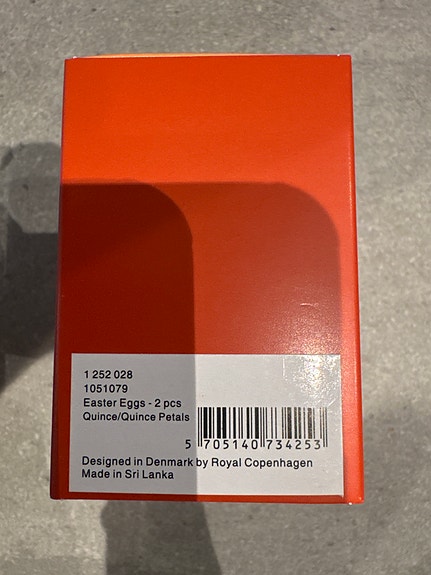 1 252 028
1051079
Easter Eggs - 2 pcs
Quince/Quince Petals
5 705140 734253
Designed in Denmark by Royal Copenhagen
Made in Sri Lanka